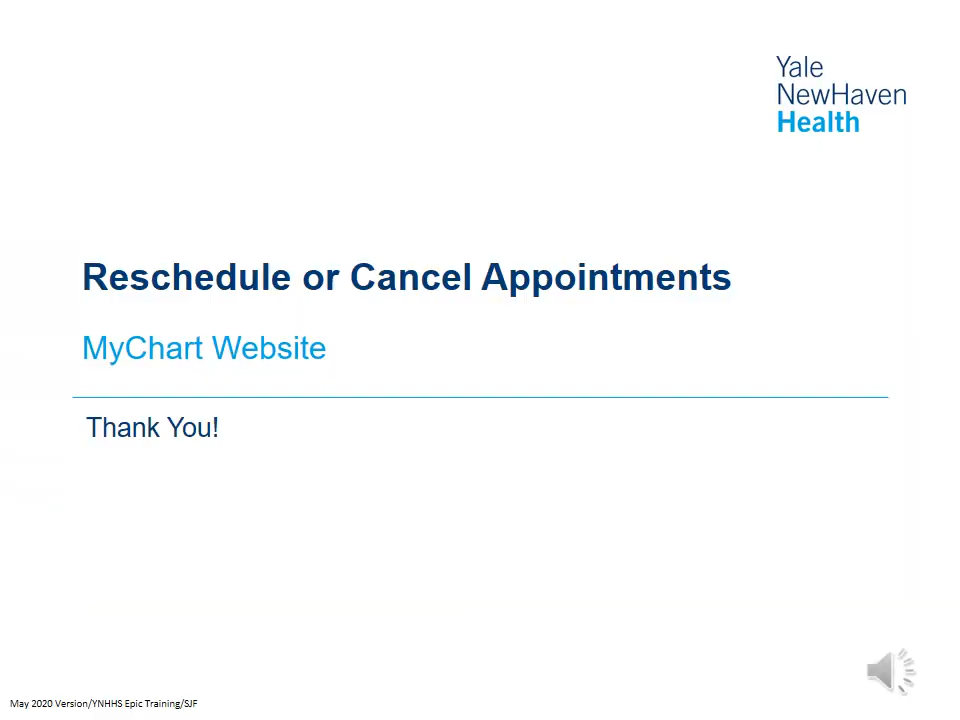 Yale
NewHaven
Health
Reschedule or Cancel Appointments
MyChart Website
Thank You!
May 2020 Version/YNHHS Epic Training/SJF